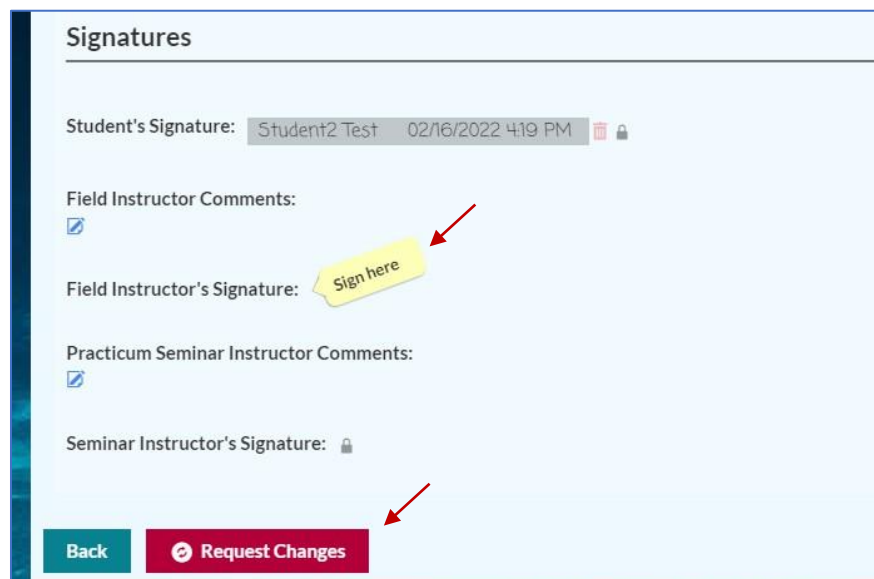 Signatures
Student's Signature: Student2 Test 02/16/2022 4:19 PM
Field Instructor Comments:
Field Instructor's Signature: Sign here
Practicum Seminar Instructor Comments:
Seminar Instructor's Signature:
Back Request Changes